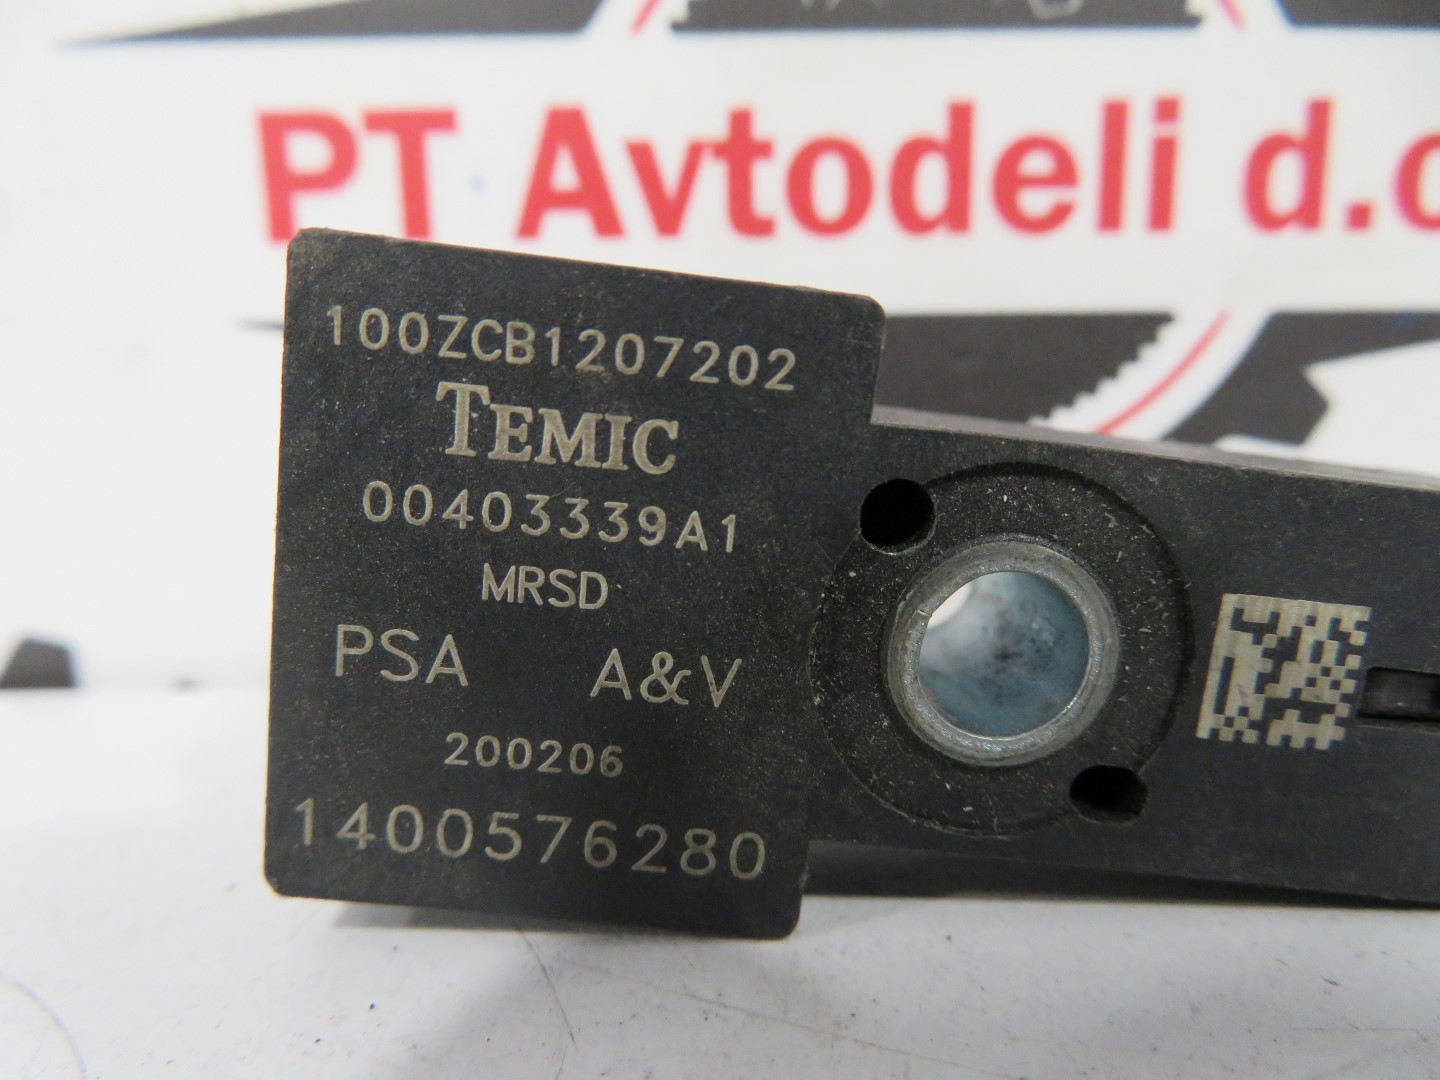 PT Avtodeli d.o
100ZCB1207202
TEMIC
00403339A1
MRSD
PSA A&V
200206
1400576280